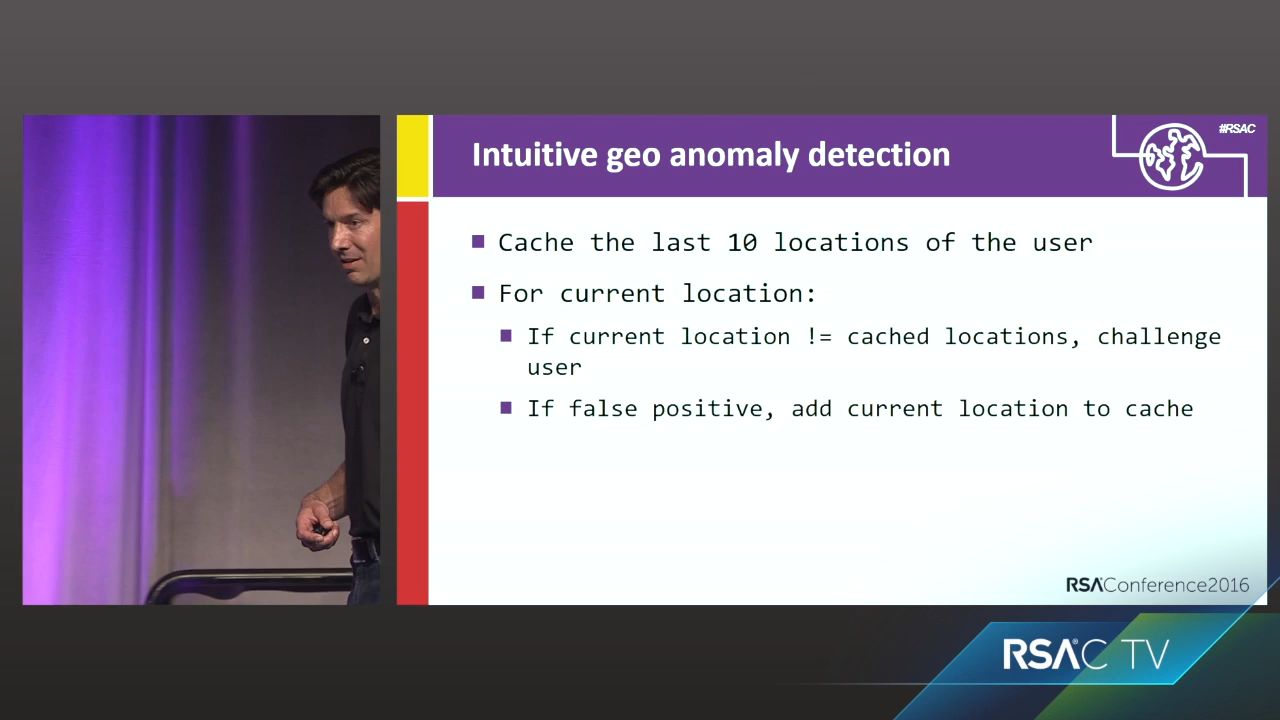 Intuitive geo anomaly detection
#RSAC
Cache the last 10 locations of the user
For current location:
If current location != cached locations, challenge
user
If false positive, add current location to cache
RSAConference2016
RSAC TV